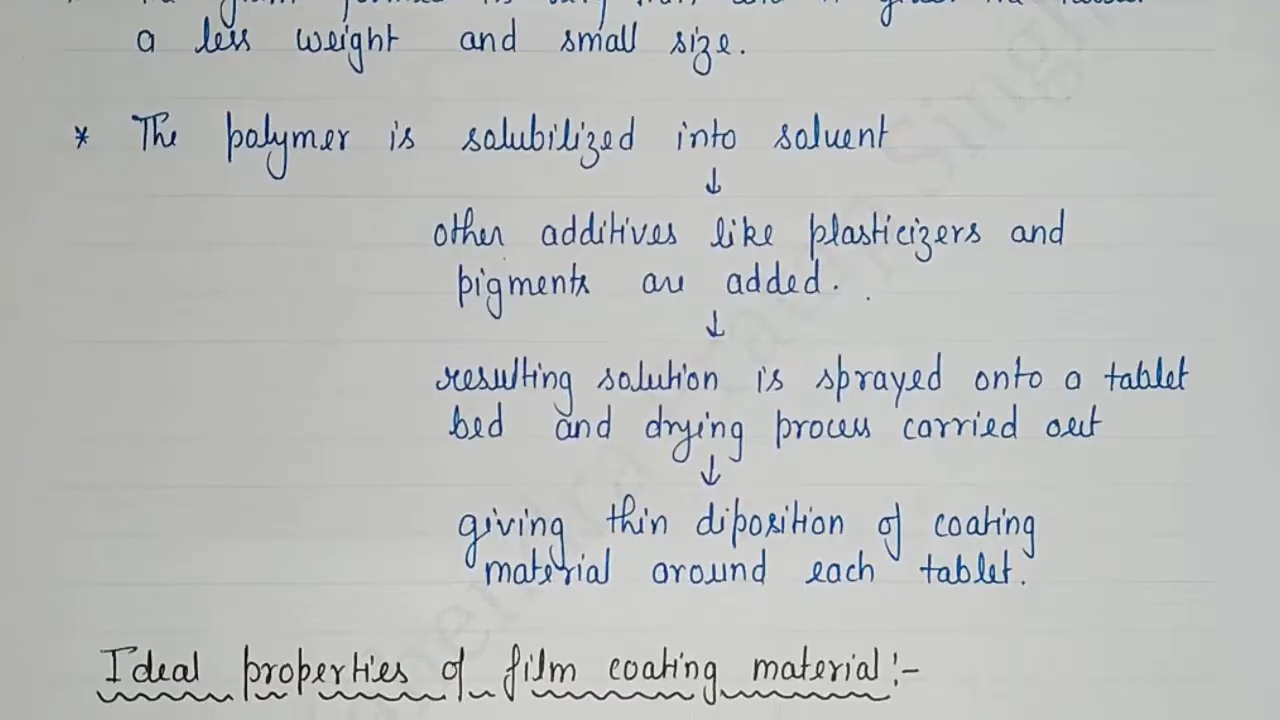 a less weight and small size.
* The polymer is solubilized into solvent
↓
other additives like plasticizers and
pigments are added.
↓
resulting solution is sprayed onto a tablet
bed and drying process carried out
↓
giving thin diposition of coating
material around each tablet.
Ideal properties of film coating material:-